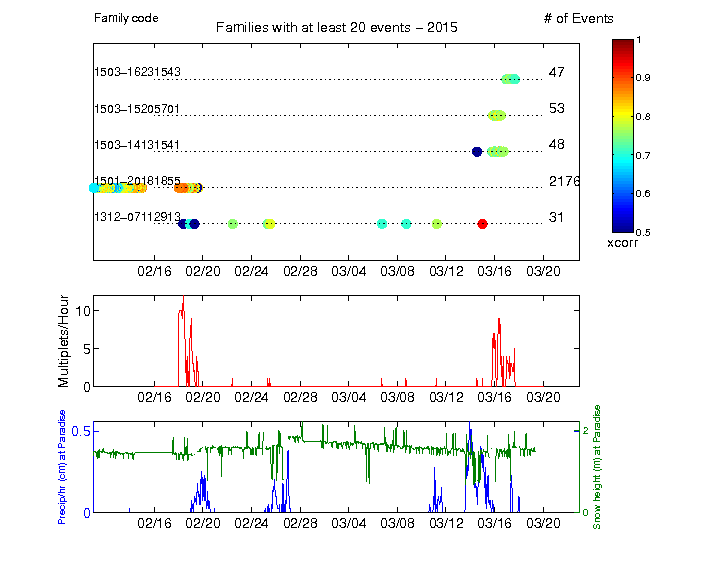 Family code
Families with at least 20 events – 2015
# of Events
1503–16231543 47
1503–15205701 53
1503–14131541 48
1501–20181855 2176
1312–07112913 31
02/16 02/20 02/24 02/28 03/04 03/08 03/12 03/16 03/20
1
0.9
0.8
0.7
0.6
0.5
xcorr
Multiplets/Hour
10
5
0
02/16 02/20 02/24 02/28 03/04 03/08 03/12 03/16 03/20
Precip/hr (cm) at Paradise
0.5
0
2
0
Snow height (m) at Paradise
02/16 02/20 02/24 02/28 03/04 03/08 03/12 03/16 03/20